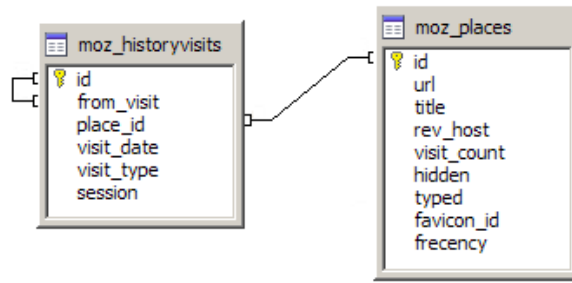 moz_historyvisits
id
from_visit
place_id
visit_date
visit_type
session
moz_places
id
url
title
rev_host
visit_count
hidden
typed
favicon_id
frecency